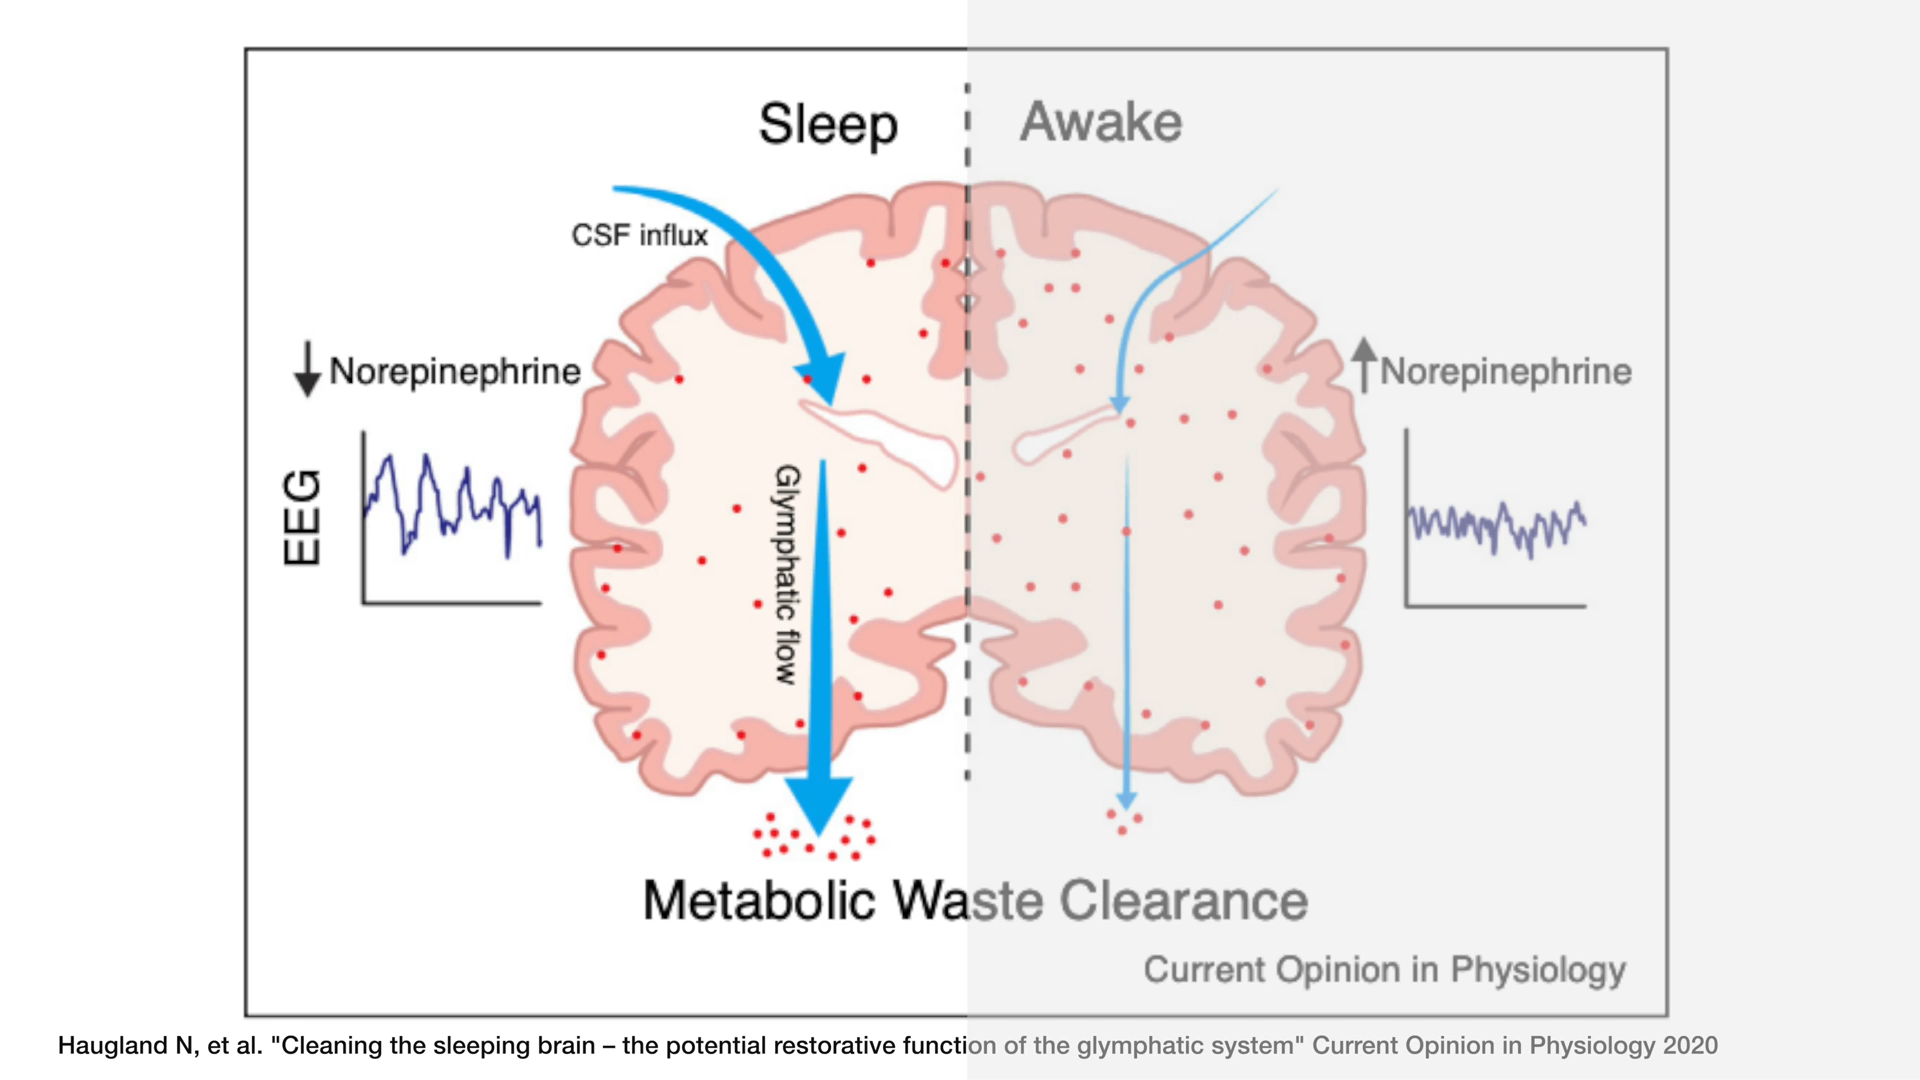 Sleep
Awake
CSF influx
Norepinephrine
Norepinephrine
EEG
Glymphatic flow
Metabolic Waste Clearance
Current Opinion in Physiology
Haugland N, et al. "Cleaning the sleeping brain – the potential restorative function of the glymphatic system" Current Opinion in Physiology 2020